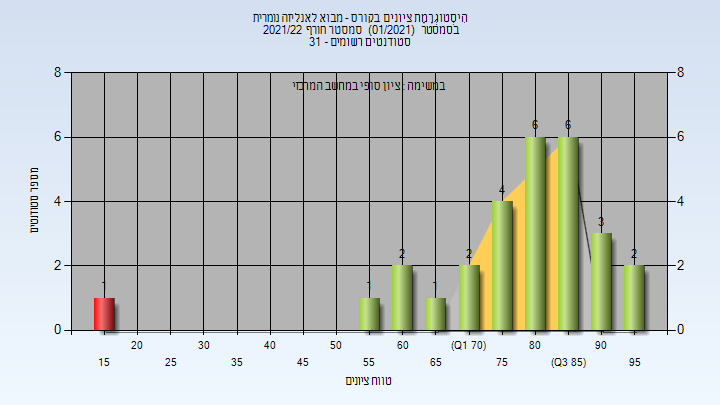 היסטוגרמת ציונים בקורס - מבוא לאנליזה נומרית
בסמסטר (01/2021) סמסטר חורף 2021/22
סטודנטים רשומים - 31
במשימה : ציון סופי במחשב המרכזי
8 8
6 6
4 4
2 2
0 0
מספר סטודנטים
1 1 2 1 2 4 6 6 3 2
20 30 40 50 60 (Q1 70) 80 90
15 25 35 45 55 65 75 (Q3 85) 95
טווח ציונים